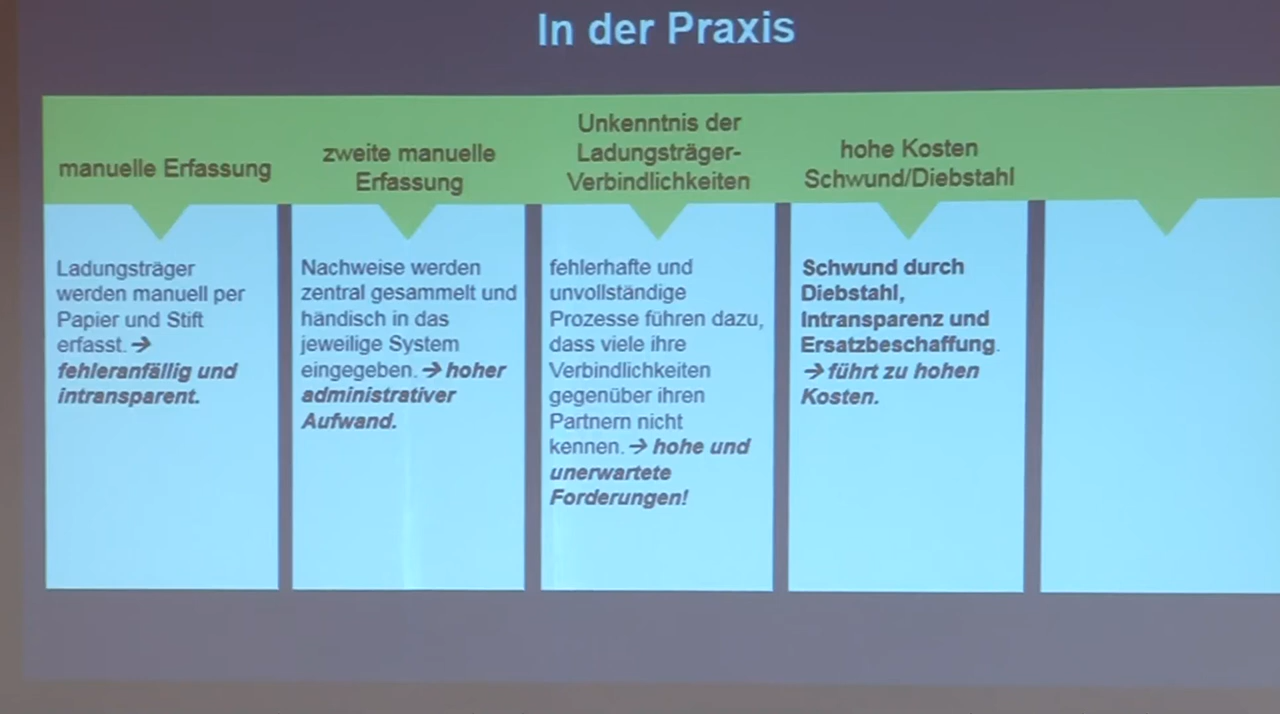 In der Praxis
manuelle Erfassung
Ladungsträger
werden manuell per
Papier und Stift
erfasst. →
fehleranfällig und
intransparent.
zweite manuelle
Erfassung
Nachweise werden
zentral gesammelt und
händisch in das
jeweilige System
eingegeben. → hoher
administrativer
Aufwand.
Unkenntnis der
Ladungsträger-
Verbindlichkeiten
fehlerhafte und
unvollständige
Prozesse führen dazu,
dass viele ihre
Verbindlichkeiten
gegenüber ihren
Partnern nicht
kennen. → hohe und
unerwartete
Forderungen!
hohe Kosten
Schwund/Diebstahl
Schwund durch
Diebstahl,
Intransparenz und
Ersatzbeschaffung.
→ führt zu hohen
Kosten.